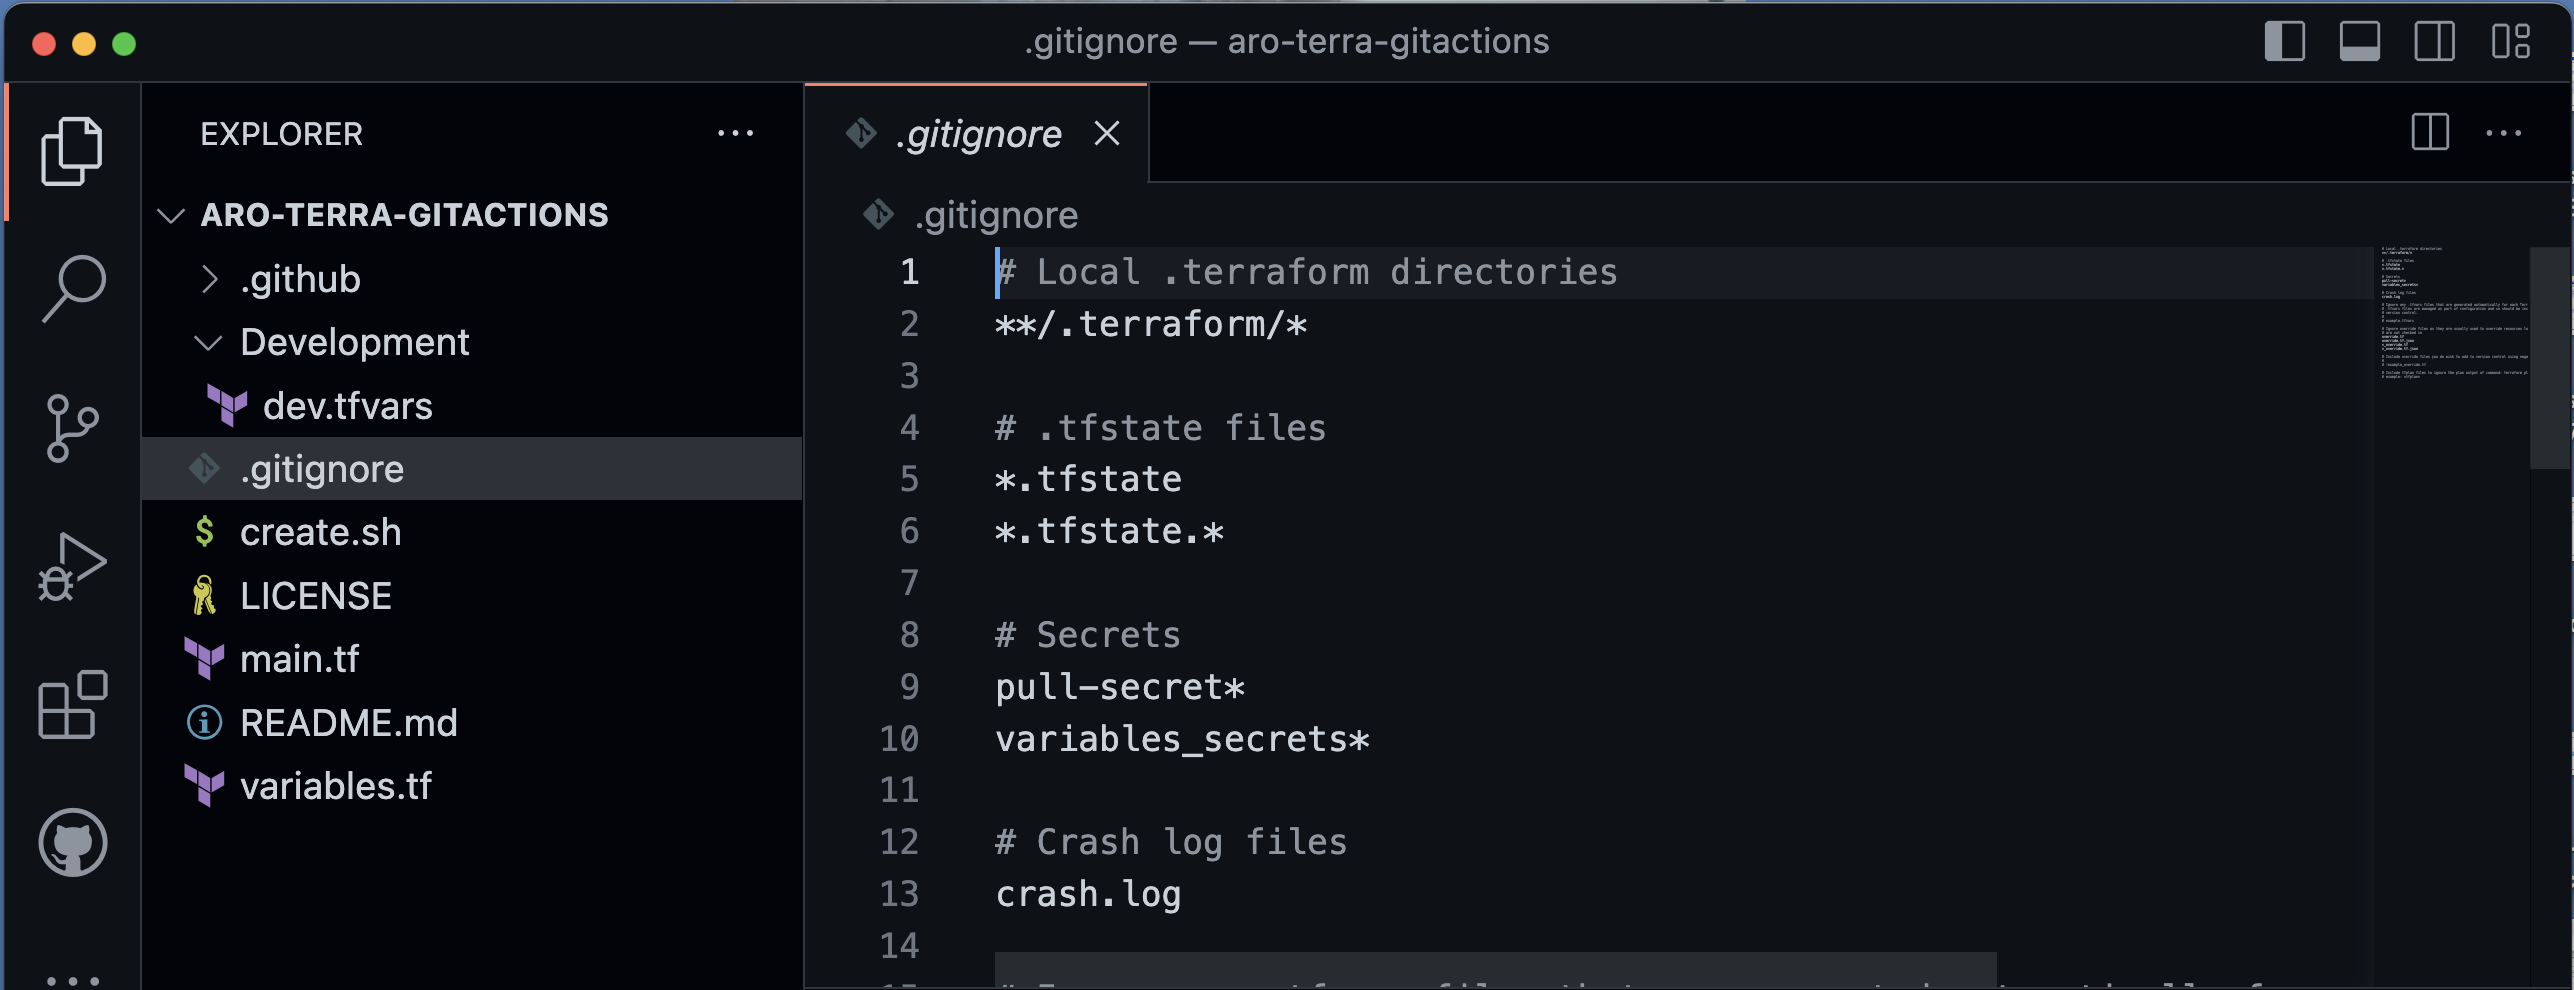 .gitignore — aro-terra-gitactions
EXPLORER
ARO-TERRA-GITACTIONS
.github
Development
dev.tfvars
.gitignore
create.sh
LICENSE
main.tf
README.md
variables.tf
.gitignore
.gitignore
1 # Local .terraform directories
2 **/.terraform/*
3
4 # .tfstate files
5 *.tfstate
6 *.tfstate.*
7
8 # Secrets
9 pull-secret*
10 variables_secrets*
11
12 # Crash log files
13 crash.log
14